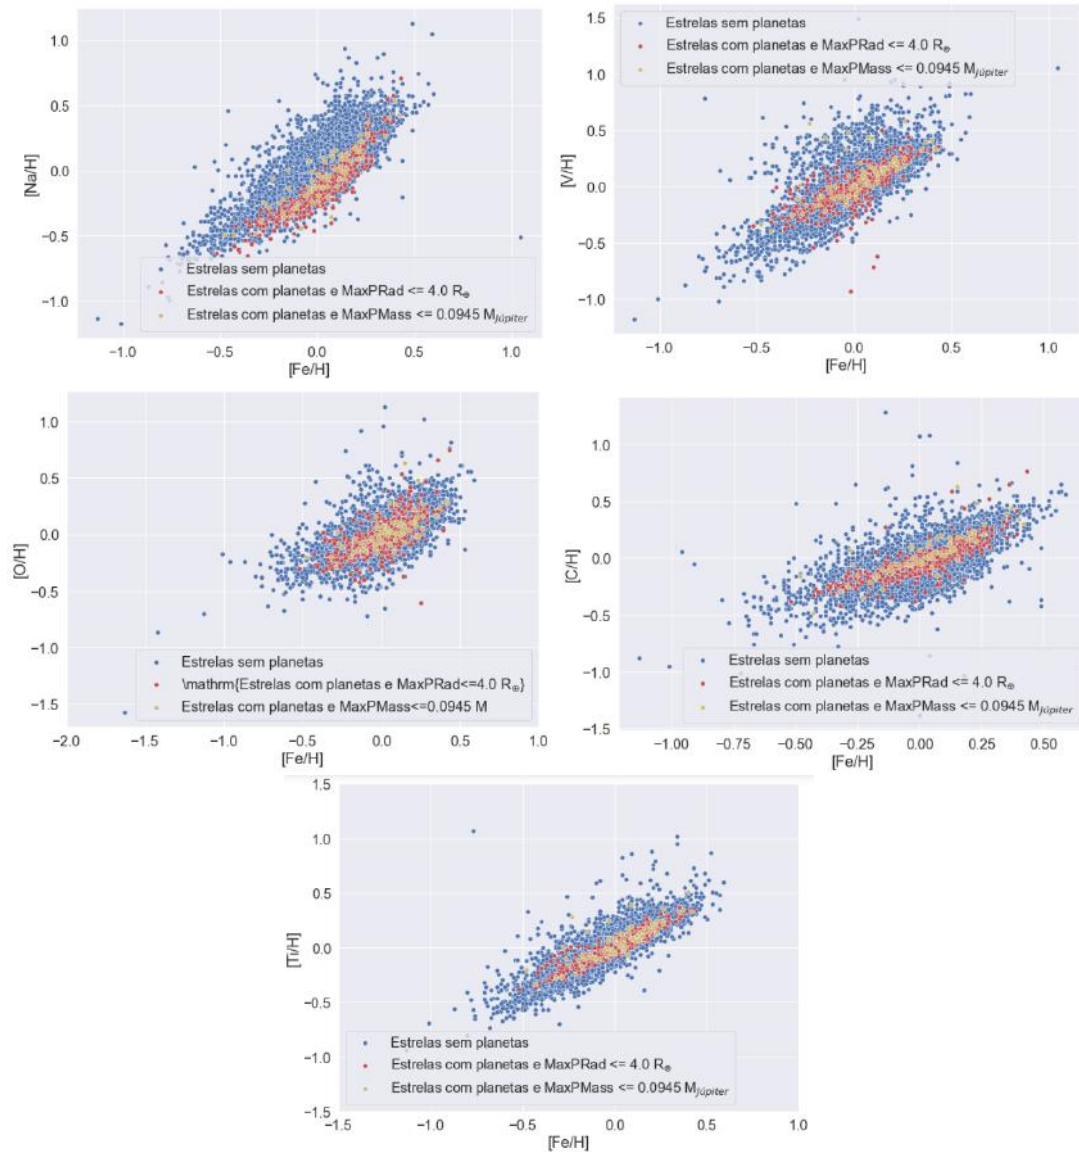 Estrelas sem planetas
Estrelas com planetas e MaxPRad <= 4.0 R⊕
Estrelas com planetas e MaxPMass <= 0.0945 M_Júpiter
1.0
0.5
0.0
−0.5
−1.0
[Na/H]
−1.0
−0.5
0.0
0.5
1.0
[Fe/H]
Estrelas sem planetas
Estrelas com planetas e MaxPRad <= 4.0 R⊕
Estrelas com planetas e MaxPMass <= 0.0945 M_Júpiter
1.5
1.0
0.5
0.0
−0.5
−1.0
[V/H]
−1.0
−0.5
0.0
0.5
1.0
[Fe/H]
1.0
0.5
0.0
−0.5
−1.0
−1.5
[O/H]
Estrelas sem planetas
\mathrm{Estrelas com planetas e MaxPRad<=4.0 R⊕}
Estrelas com planetas e MaxPMass<=0.0945 M
−2.0
−1.5
−1.0
−0.5
0.0
0.5
1.0
[Fe/H]
1.0
0.5
0.0
−0.5
−1.0
−1.5
[C/H]
Estrelas sem planetas
Estrelas com planetas e MaxPRad <= 4.0 R⊕
Estrelas com planetas e MaxPMass <= 0.0945 M_Júpiter
−1.00
−0.75
−0.50
−0.25
0.00
0.25
0.50
[Fe/H]
1.5
1.0
0.5
0.0
−0.5
−1.0
−1.5
[Ti/H]
Estrelas sem planetas
Estrelas com planetas e MaxPRad <= 4.0 R⊕
Estrelas com planetas e MaxPMass <= 0.0945 M_Júpiter
−1.5
−1.0
−0.5
0.0
0.5
1.0
[Fe/H]